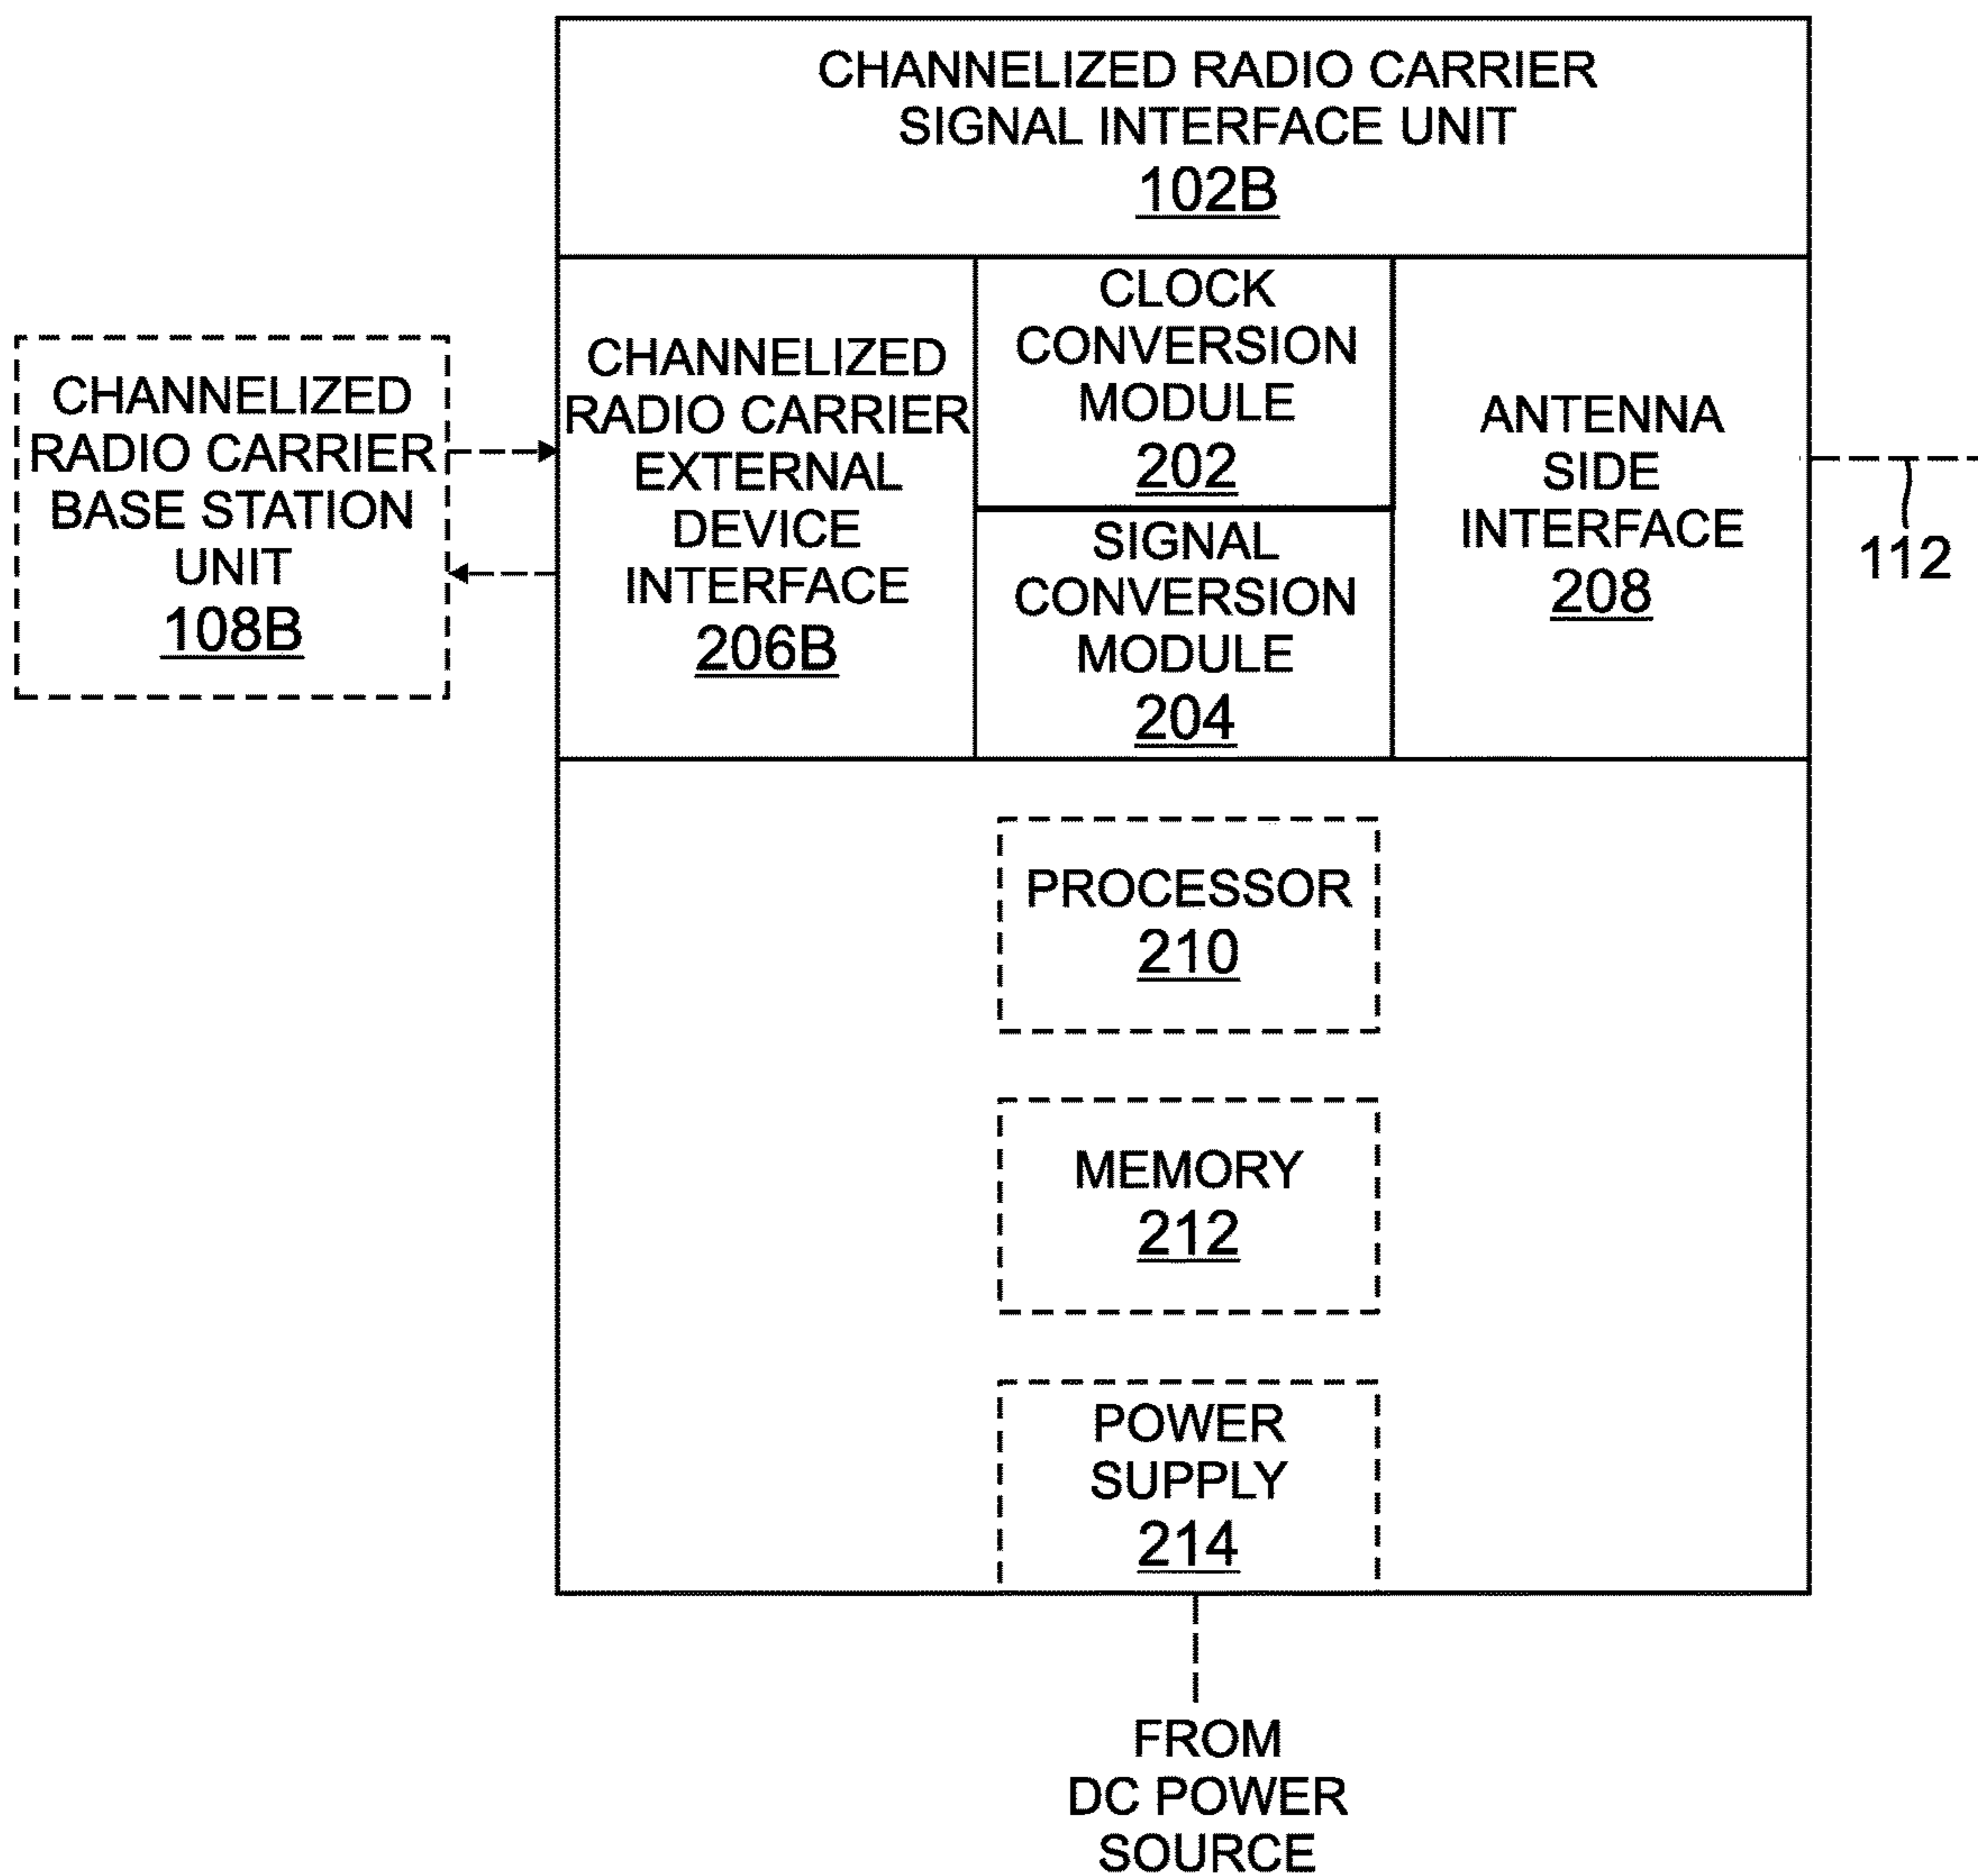 CHANNELIZED RADIO CARRIER
SIGNAL INTERFACE UNIT
102B
CHANNELIZED
RADIO CARRIER
BASE STATION
UNIT
108B
CHANNELIZED
RADIO CARRIER
EXTERNAL
DEVICE
INTERFACE
206B
CLOCK
CONVERSION
MODULE
202
SIGNAL
CONVERSION
MODULE
204
ANTENNA
SIDE
INTERFACE
208
112
PROCESSOR
210
MEMORY
212
POWER
SUPPLY
214
FROM
DC POWER
SOURCE